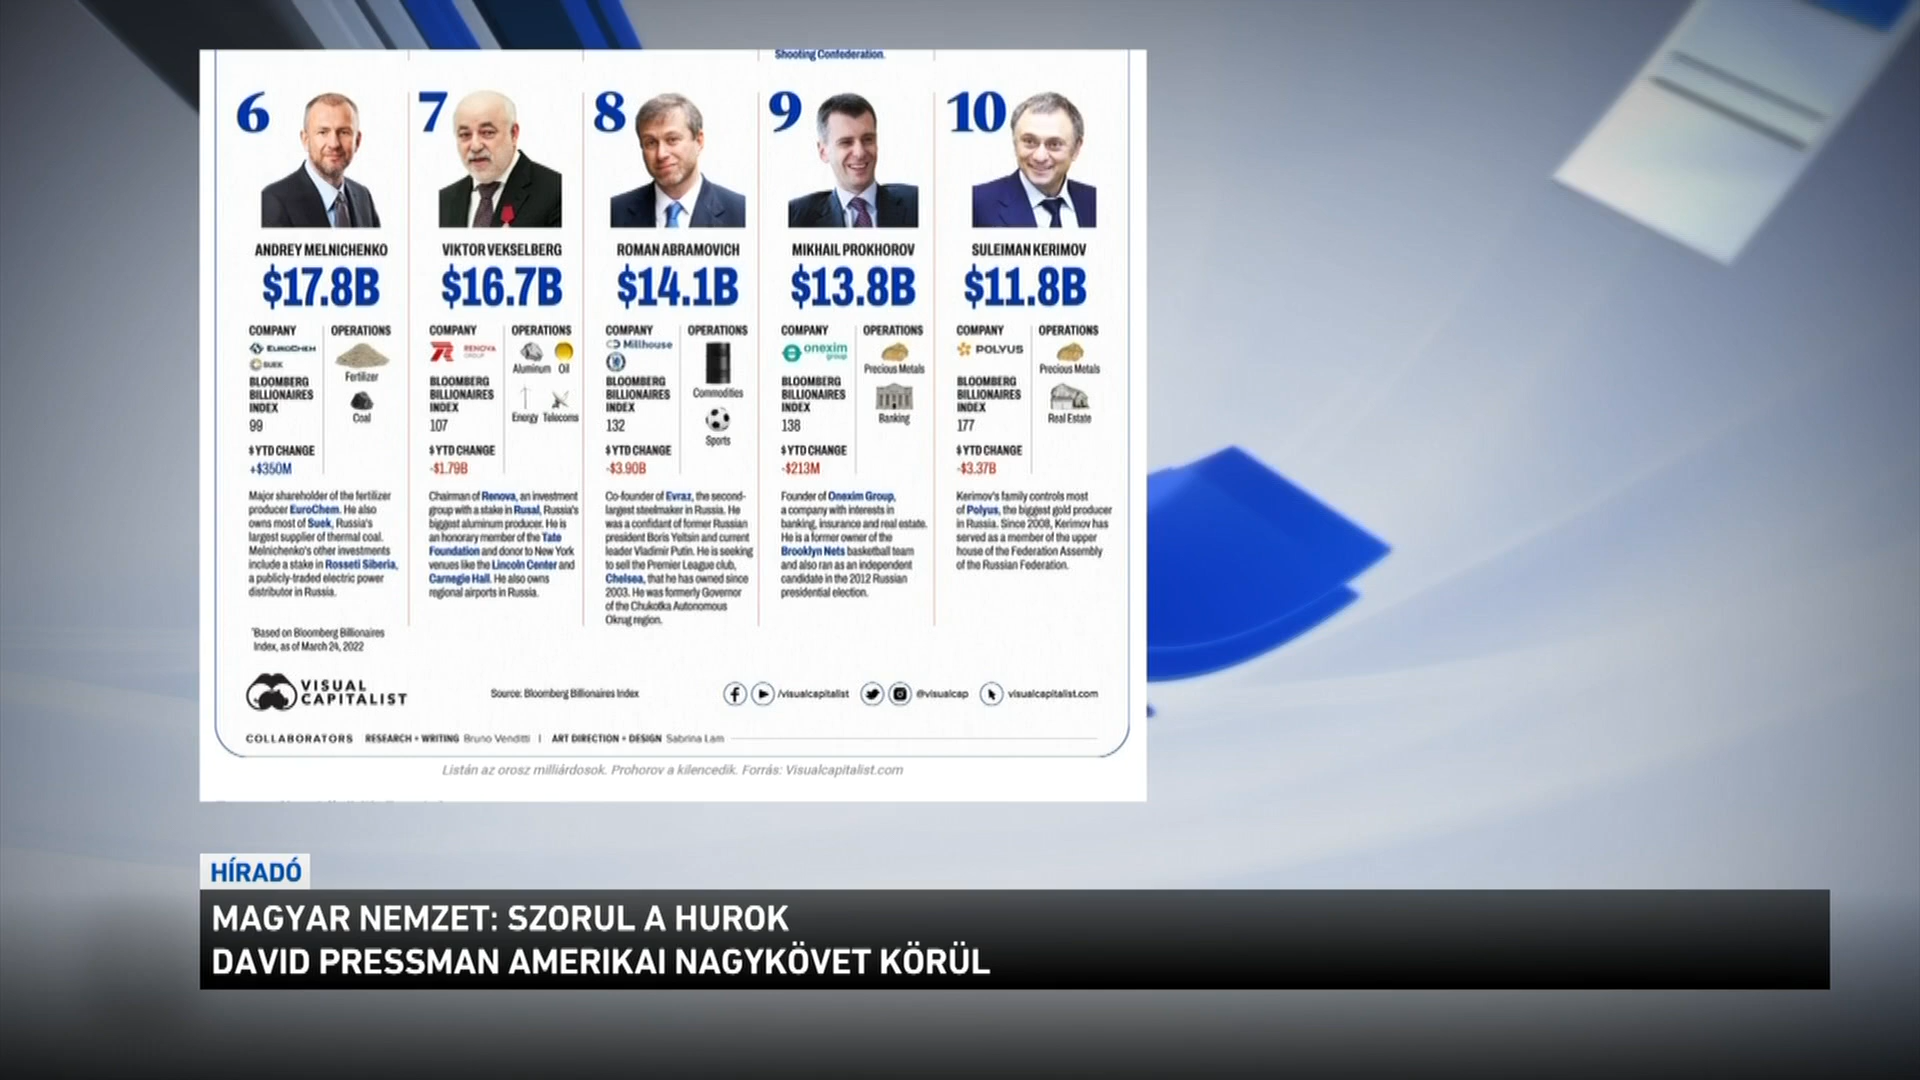 Shooting Confederation.
6
7
8
9
10
ANDREY MELNICHENKO
$17.8B
COMPANY
OPERATIONS
EUROCHEM
SUEK
Fertilizer
Coal
BLOOMBERG
BILLIONAIRES
INDEX
99
$ YTD CHANGE
+$350M
Major shareholder of the fertilizer
producer EuroChem. He also
owns most of Suek, Russia's
largest supplier of thermal coal.
Melnichenko's other investments
include a stake in Rosseti Siberia,
a publicly-traded electric power
distributor in Russia.
VIKTOR VEKSELBERG
$16.7B
COMPANY
OPERATIONS
RENOVA
GROUP
Aluminum Oil
Energy Telecoms
BLOOMBERG
BILLIONAIRES
INDEX
107
$ YTD CHANGE
-$1.79B
Chairman of Renova, an investment
group with a stake in Rusal, Russia's
biggest aluminum producer. He is
an honorary member of the Tate
Foundation and donor to New York
venues like the Lincoln Center and
Carnegie Hall. He also owns
regional airports in Russia.
ROMAN ABRAMOVICH
$14.1B
COMPANY
OPERATIONS
Millhouse
Commodities
Sports
BLOOMBERG
BILLIONAIRES
INDEX
132
$ YTD CHANGE
-$3.90B
Co-founder of Evraz, the second-
largest steelmaker in Russia. He
was a confidant of former Russian
president Boris Yeltsin and current
leader Vladimir Putin. He is seeking
to sell the Premier League club,
Chelsea, that he has owned since
2003. He was formerly Governor
of the Chukotka Autonomous
Okrug region.
MIKHAIL PROKHOROV
$13.8B
COMPANY
OPERATIONS
onexim
group
Precious Metals
Banking
BLOOMBERG
BILLIONAIRES
INDEX
138
$ YTD CHANGE
-$213M
Founder of Onexim Group,
a company with interests in
banking, insurance and real estate.
He is a former owner of the
Brooklyn Nets basketball team
and also ran as an independent
candidate in the 2012 Russian
presidential election.
SULEIMAN KERIMOV
$11.8B
COMPANY
OPERATIONS
POLYUS
Precious Metals
Real Estate
BLOOMBERG
BILLIONAIRES
INDEX
177
$ YTD CHANGE
-$3.37B
Kerimov's family controls most
of Polyus, the biggest gold producer
in Russia. Since 2008, Kerimov has
served as a member of the upper
house of the Federation Assembly
of the Russian Federation.
*Based on Bloomberg Billionaires
Index, as of March 24, 2022
VISUAL
CAPITALIST
Source: Bloomberg Billionaires Index
/visualcapitalist
@visualcap
visualcapitalist.com
COLLABORATORS RESEARCH + WRITING Bruno Venditti | ART DIRECTION + DESIGN Sabrina Lam
Listán az orosz milliárdosok. Prohorov a kilencedik. Forrás: Visualcapitalist.com
HÍRADÓ
MAGYAR NEMZET: SZORUL A HUROK
DAVID PRESSMAN AMERIKAI NAGYKÖVET KÖRÜL